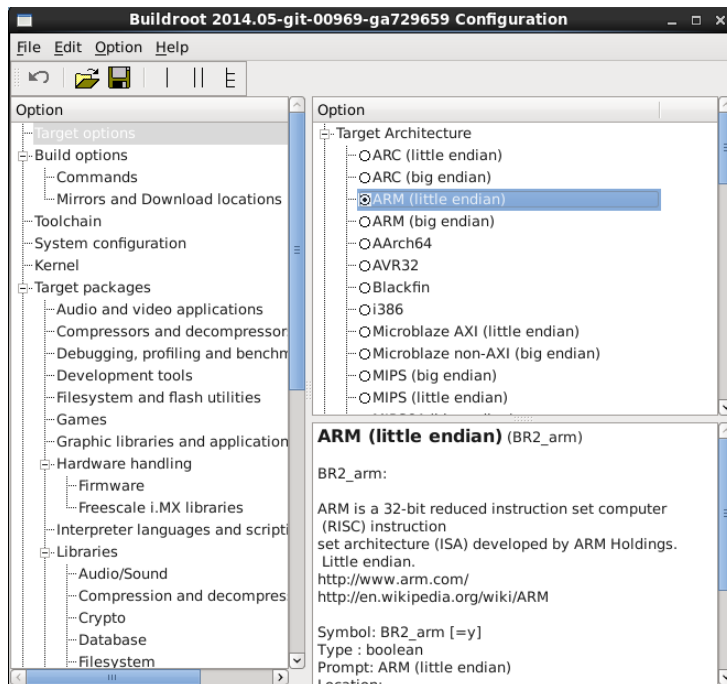 Buildroot 2014.05-git-00969-ga729659 Configuration
File Edit Option Help
Option
Target options
Build options
Commands
Mirrors and Download locations
Toolchain
System configuration
Kernel
Target packages
Audio and video applications
Compressors and decompressor
Debugging, profiling and benchm
Development tools
Filesystem and flash utilities
Games
Graphic libraries and application
Hardware handling
Firmware
Freescale i.MX libraries
Interpreter languages and scripti
Libraries
Audio/Sound
Compression and decompres
Crypto
Database
Filesystem
Option
Target Architecture
ARC (little endian)
ARC (big endian)
ARM (little endian)
ARM (big endian)
AArch64
AVR32
Blackfin
i386
Microblaze AXI (little endian)
Microblaze non-AXI (big endian)
MIPS (big endian)
MIPS (little endian)
ARM (little endian) (BR2_arm)
BR2_arm:
ARM is a 32-bit reduced instruction set computer
(RISC) instruction
set architecture (ISA) developed by ARM Holdings.
Little endian.
http://www.arm.com/
http://en.wikipedia.org/wiki/ARM
Symbol: BR2_arm [=y]
Type : boolean
Prompt: ARM (little endian)
Location: